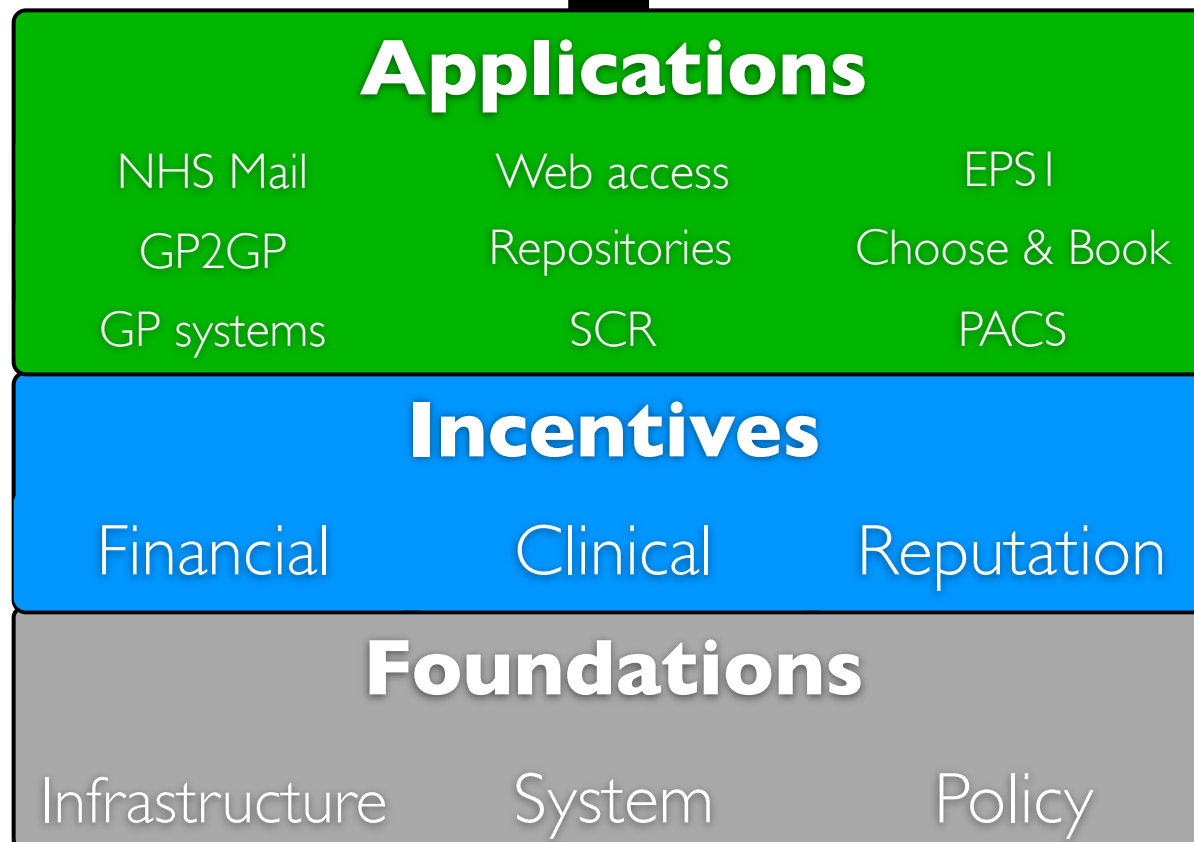 Applications
NHS Mail Web access EPS1
GP2GP Repositories Choose & Book
GP systems SCR PACS
Incentives
Financial Clinical Reputation
Foundations
Infrastructure System Policy